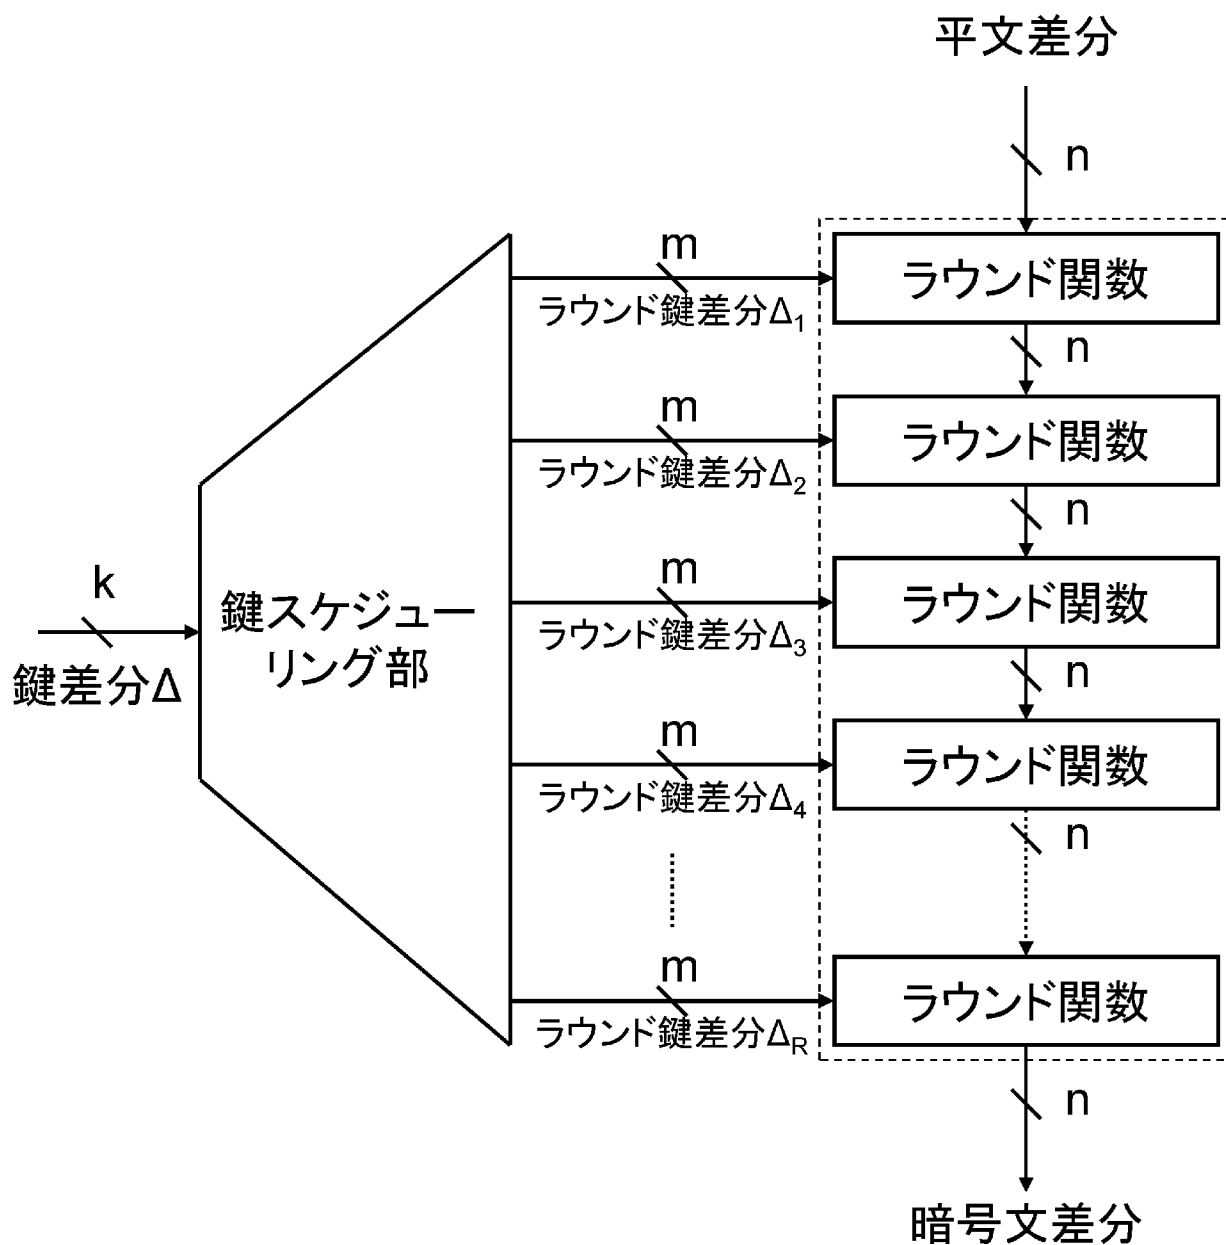 平文差分
n
m
ラウンド関数
ラウンド鍵差分Δ1
n
m
ラウンド関数
ラウンド鍵差分Δ2
n
m
ラウンド関数
ラウンド鍵差分Δ3
k
鍵差分Δ
鍵スケジュー
リング部
n
m
ラウンド関数
ラウンド鍵差分Δ4
n
m
ラウンド関数
ラウンド鍵差分ΔR
n
暗号文差分